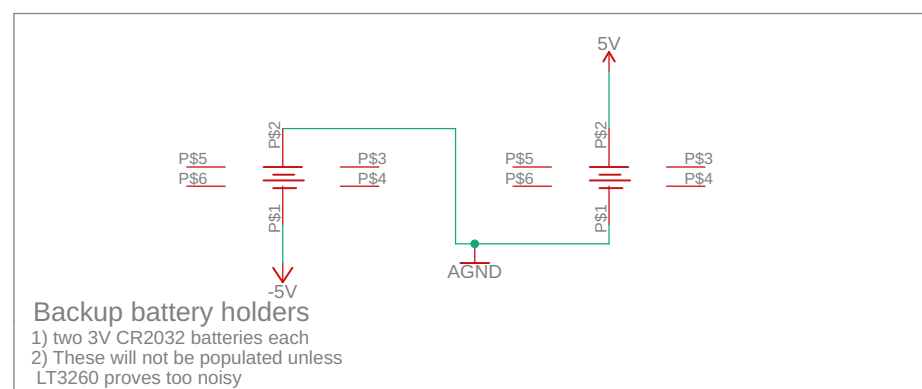 5V
P$2
P$2
P$5
P$3
P$5
P$3
P$6
P$4
P$6
P$4
P$1
P$1
AGND
-5V
Backup battery holders
1) two 3V CR2032 batteries each
2) These will not be populated unless
LT3260 proves too noisy